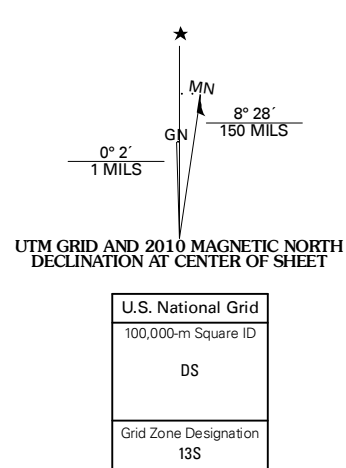 ★
MN
8° 28´
150 MILS
GN
0° 2´
1 MILS
UTM GRID AND 2010 MAGNETIC NORTH
DECLINATION AT CENTER OF SHEET
U.S. National Grid
100,000-m Square ID
DS
Grid Zone Designation
13S